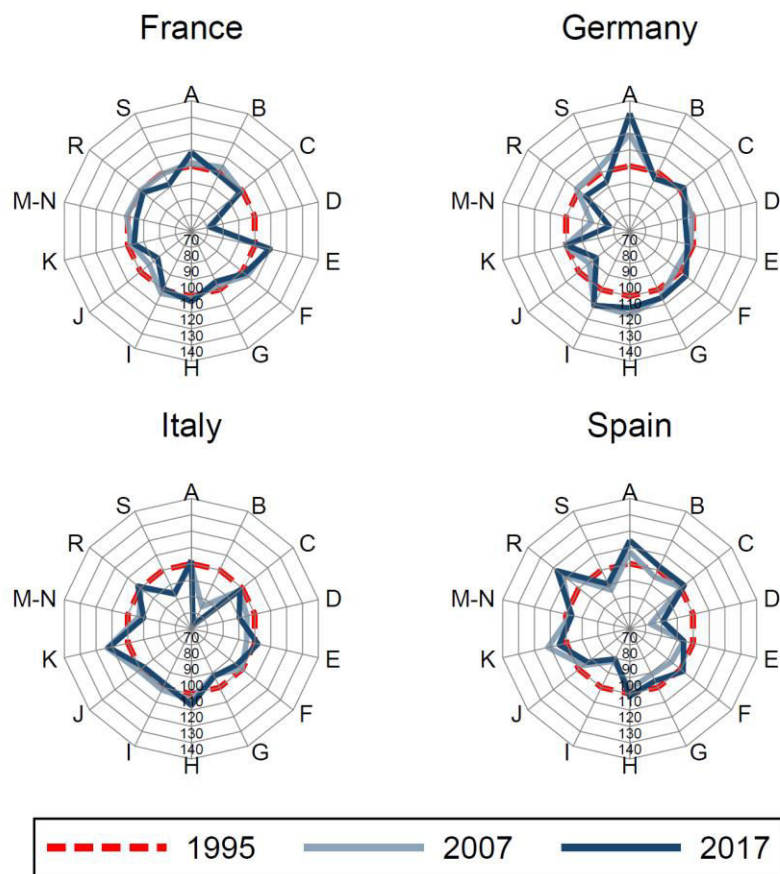 France
A
B
C
D
E
F
G
H
I
J
K
M-N
R
S
70
80
90
100
110
120
130
140
Germany
A
B
C
D
E
F
G
H
I
J
K
M-N
R
S
70
80
90
100
110
120
130
140
Italy
A
B
C
D
E
F
G
H
I
J
K
M-N
R
S
70
80
90
100
110
120
130
140
Spain
A
B
C
D
E
F
G
H
I
J
K
M-N
R
S
70
80
90
100
110
120
130
140
1995 2007 2017